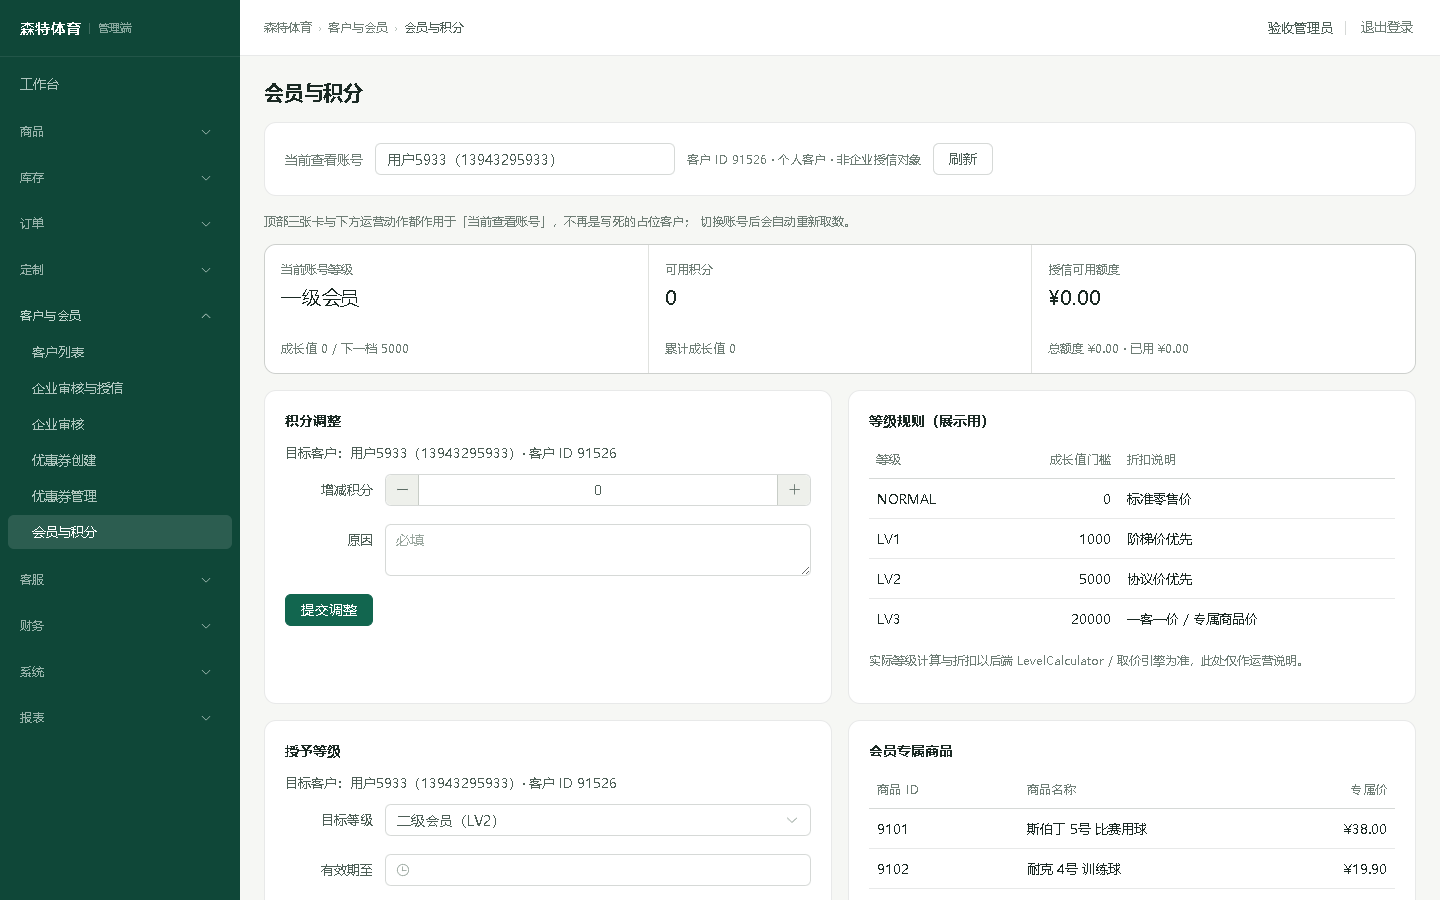 森特体育 管理端
工作台
商品
库存
订单
定制
客户与会员
客户列表
企业审核与授信
企业审核
优惠券创建
优惠券管理
会员与积分
客服
财务
系统
报表
森特体育 › 客户与会员 › 会员与积分
验收管理员 退出登录
会员与积分
当前查看账号 用户5933（13943295933） 客户 ID 91526 · 个人客户 · 非企业授信对象 刷新
顶部三张卡与下方运营动作都作用于「当前查看账号」，不再是写死的占位客户； 切换账号后会自动重新取数。
当前账号等级
一级会员
成长值 0 / 下一档 5000
可用积分
0
累计成长值 0
授信可用额度
¥0.00
总额度 ¥0.00 · 已用 ¥0.00
积分调整
目标客户：用户5933（13943295933）· 客户 ID 91526
增减积分 0
原因 必填
提交调整
等级规则（展示用）
等级 成长值门槛 折扣说明
NORMAL 0 标准零售价
LV1 1000 阶梯价优先
LV2 5000 协议价优先
LV3 20000 一客一价 / 专属商品价
实际等级计算与折扣以后端 LevelCalculator / 取价引擎为准，此处仅作运营说明。
授予等级
目标客户：用户5933（13943295933）· 客户 ID 91526
目标等级 二级会员（LV2）
有效期至
会员专属商品
商品 ID 商品名称 专属价
9101 斯伯丁 5号 比赛用球 ¥38.00
9102 耐克 4号 训练球 ¥19.90